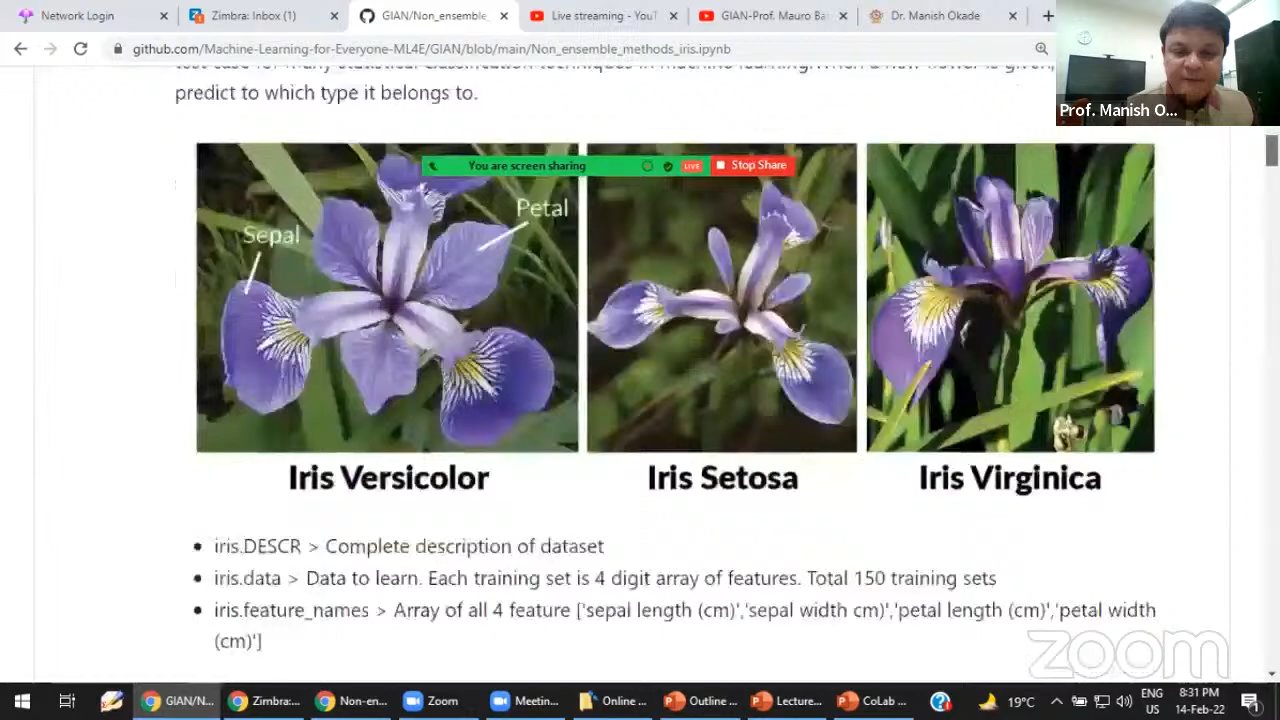 Network Login
Zimbra: Inbox (1)
GIAN/Non_ensemble_
Live streaming - YouT
GIAN-Prof. Mauro Ba
Dr. Manish Okade
github.com/Machine-Learning-for-Everyone-ML4E/GIAN/blob/main/Non_ensemble_methods_iris.ipynb
Prof. Manish O...
predict to which type it belongs to.
You are screen sharing
LIVE
Stop Share
Sepal
Petal
Iris Versicolor
Iris Setosa
Iris Virginica
iris.DESCR > Complete description of dataset
iris.data > Data to learn. Each training set is 4 digit array of features. Total 150 training sets
iris.feature_names > Array of all 4 feature ['sepal length (cm)','sepal width cm)','petal length (cm)','petal width
(cm)']
zoom
GIAN/N...
Zimbra:...
Non-en...
Zoom
Meetin...
Online ...
Outline ...
Lecture...
CoLab ...
19°C
ENG
US
8:31 PM
14-Feb-22
1